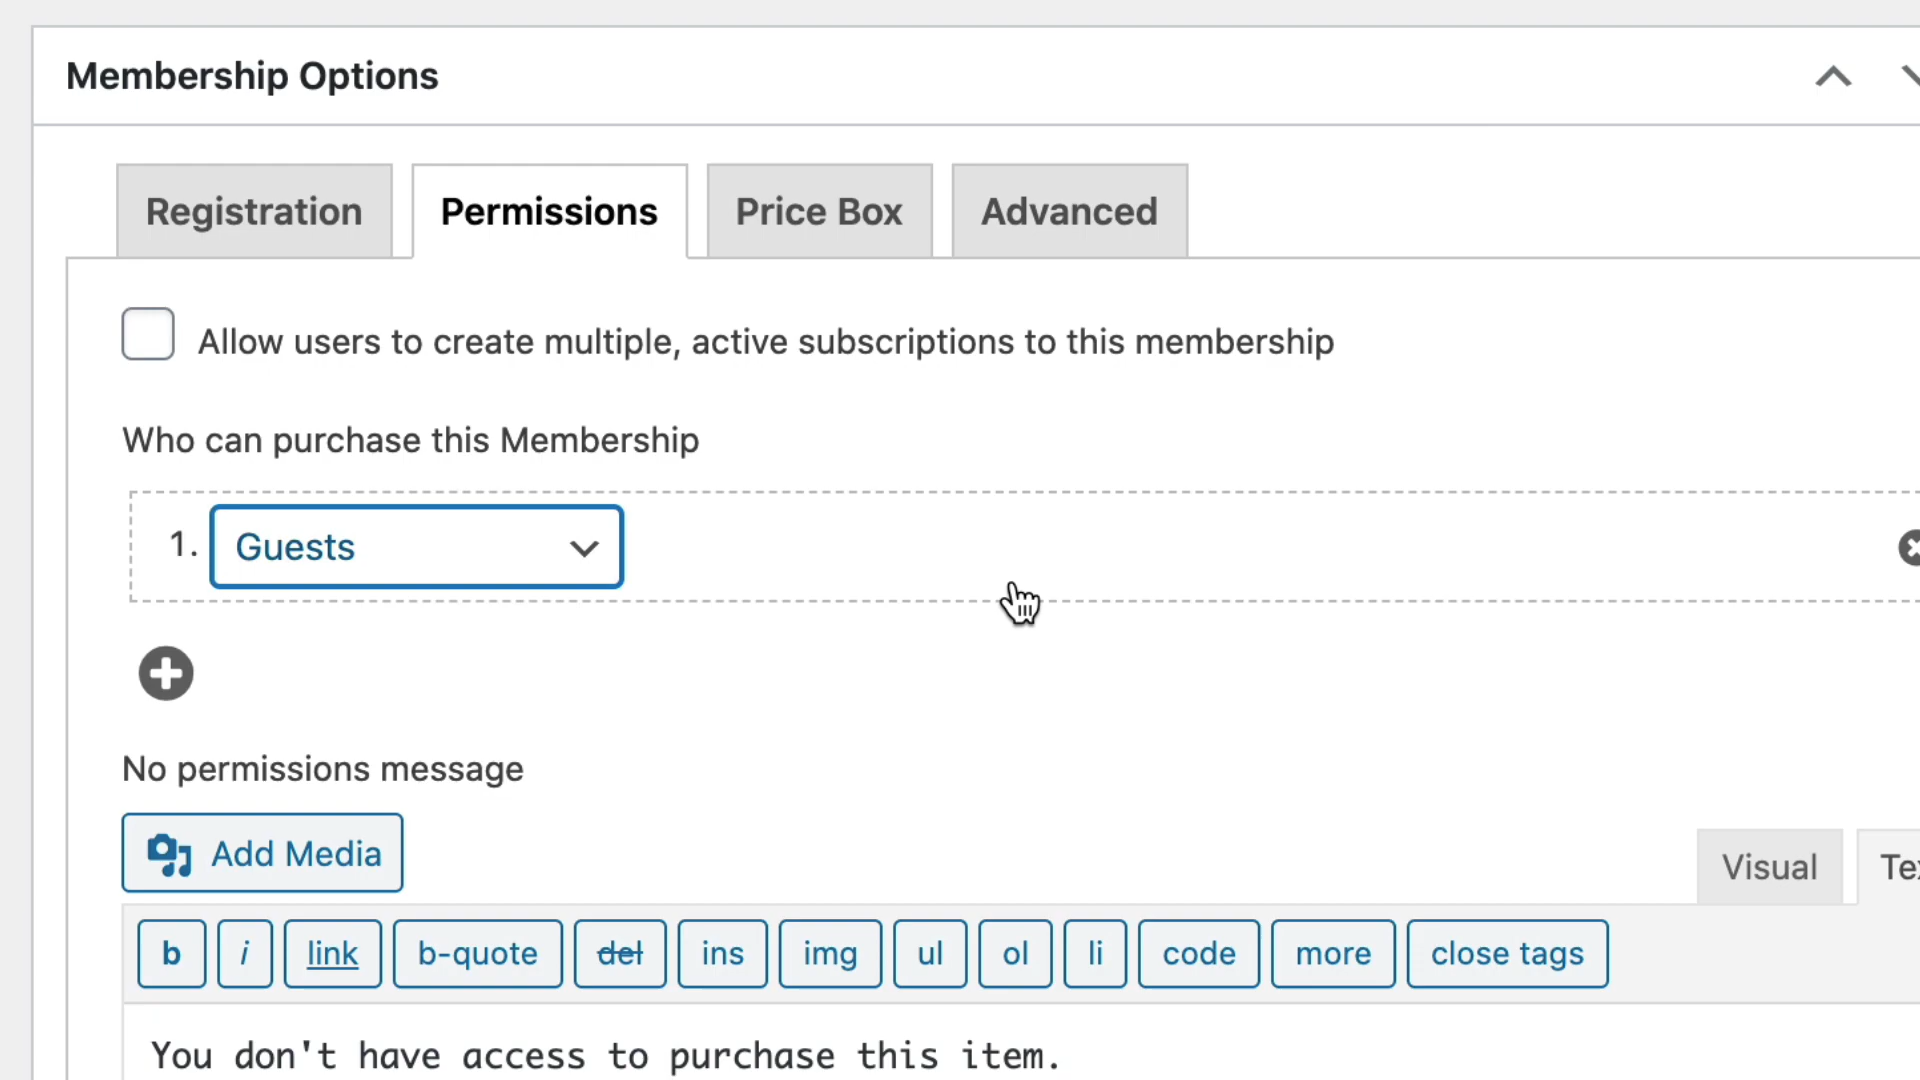 Membership Options
Registration Permissions Price Box Advanced
Allow users to create multiple, active subscriptions to this membership
Who can purchase this Membership
1. Guests
No permissions message
Add Media
Visual
b i link b-quote del ins img ul ol li code more close tags
You don't have access to purchase this item.